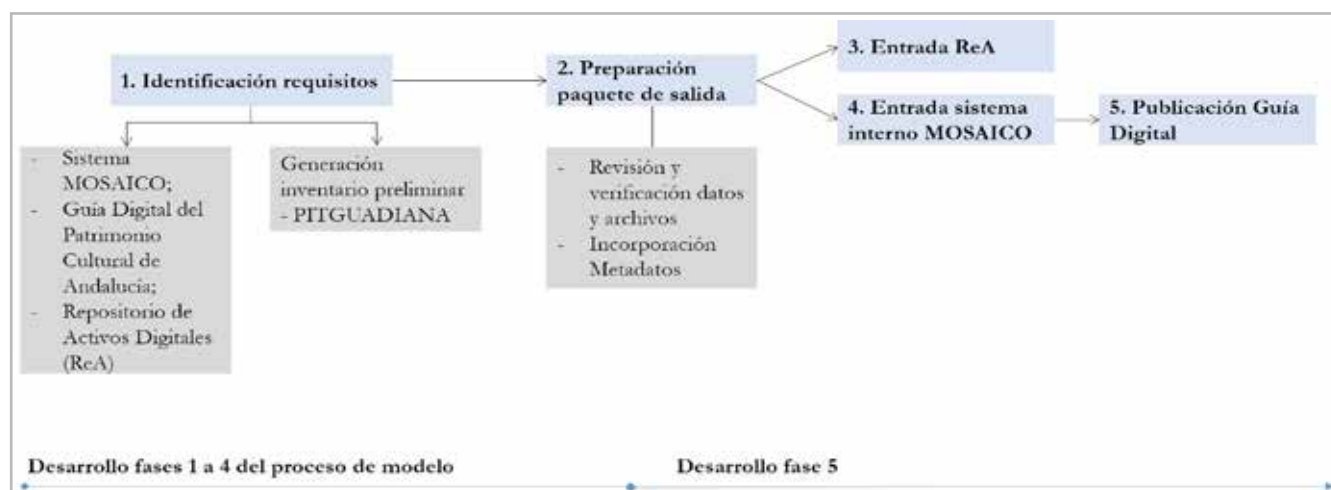 1. Identificación requisitos
2. Preparación
paquete de salida
3. Entrada ReA
4. Entrada sistema
interno MOSAICO
5. Publicación Guía
Digital
- Sistema
MOSAICO;
- Guía Digital del
Patrimonio
Cultural de
Andalucía;
- Repositorio de
Activos Digitales
(ReA)
Generación
inventario preliminar
- PITGUADIANA
- Revisión y
verificación datos
y archivos
- Incorporación
Metadatos
Desarrollo fases 1 a 4 del proceso de modelo
Desarrollo fase 5